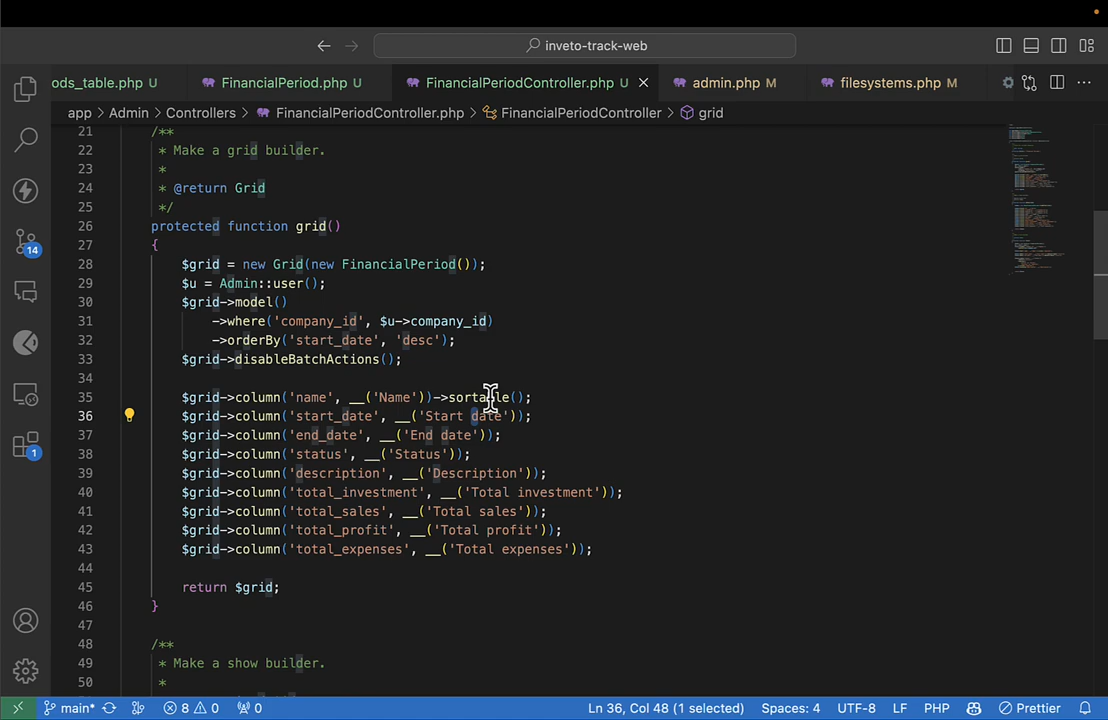 inveto-track-web
ods_table.php U FinancialPeriod.php U FinancialPeriodController.php U admin.php M filesystems.php M
app > Admin > Controllers > FinancialPeriodController.php > FinancialPeriodController > grid
21 /**
22 * Make a grid builder.
23 *
24 * @return Grid
25 */
26 protected function grid()
27 {
28 $grid = new Grid(new FinancialPeriod());
29 $u = Admin::user();
30 $grid->model()
31 ->where('company_id', $u->company_id)
32 ->orderBy('start_date', 'desc');
33 $grid->disableBatchActions();
34
35 $grid->column('name', __('Name'))->sortable();
36 $grid->column('start_date', __('Start date'));
37 $grid->column('end_date', __('End date'));
38 $grid->column('status', __('Status'));
39 $grid->column('description', __('Description'));
40 $grid->column('total_investment', __('Total investment'));
41 $grid->column('total_sales', __('Total sales'));
42 $grid->column('total_profit', __('Total profit'));
43 $grid->column('total_expenses', __('Total expenses'));
44
45 return $grid;
46 }
47
48 /**
49 * Make a show builder.
50 *
14
1
main* 8 0 0 Ln 36, Col 48 (1 selected) Spaces: 4 UTF-8 LF PHP Prettier